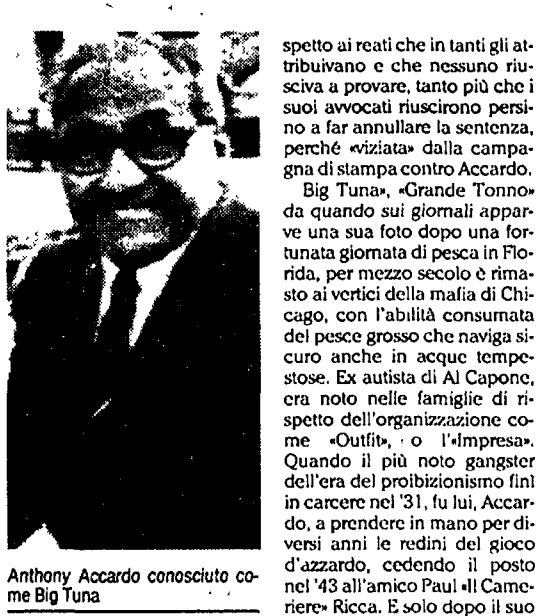 spetto ai reati che in tanti gli at-
tribuivano e che nessuno riu-
sciva a provare, tanto più che i
suoi avvocati riuscirono persi-
no a far annullare la sentenza,
perché «viziata» dalla campa-
gna di stampa contro Accardo.
Big Tuna», «Grande Tonno»
da quando sui giornali appar-
ve una sua foto dopo una for-
tunata giornata di pesca in Flo-
rida, per mezzo secolo è rima-
sto ai vertici della mafia di Chi-
cago, con l'abilità consumata
del pesce grosso che naviga si-
curo anche in acque tempe-
stose. Ex autista di Al Capone,
era noto nelle famiglie di ri-
spetto dell'organizzazione co-
me «Outfit», o l'«Impresa».
Quando il più noto gangster
dell'era del proibizionismo finì
in carcere nel '31, fu lui, Accar-
do, a prendere in mano per di-
versi anni le redini del gioco
d'azzardo, cedendo il posto
nel '43 all'amico Paul «Il Came-
riere» Ricca. E solo dopo il suo
Anthony Accardo conosciuto co-
me Big Tuna